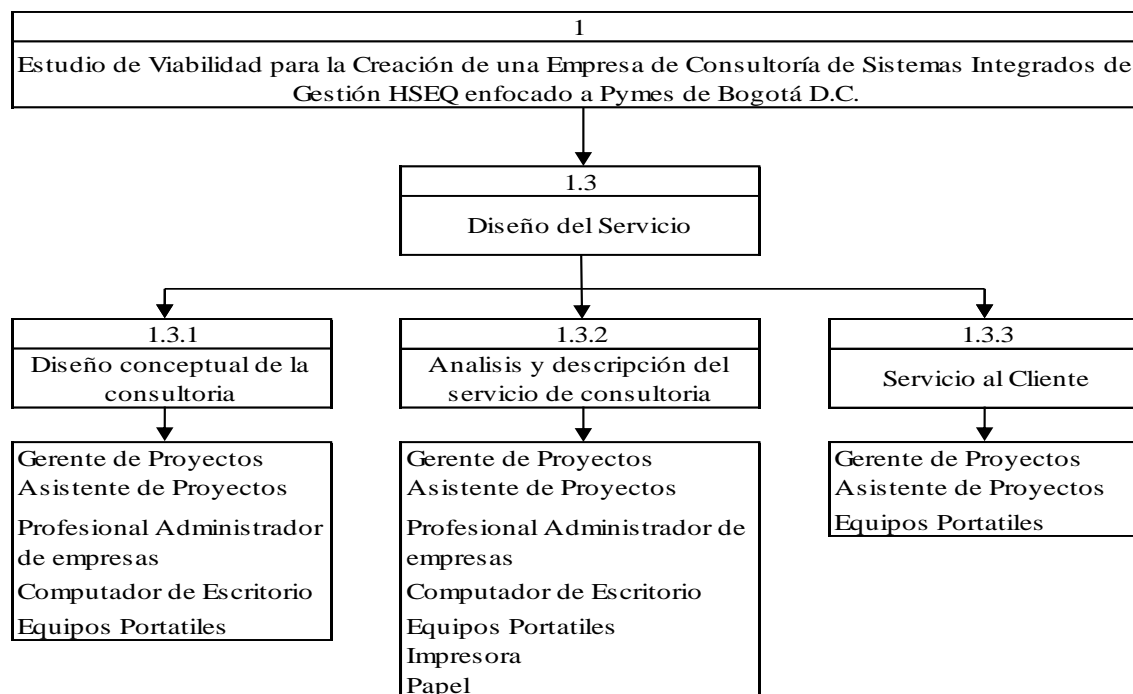 1
Estudio de Viabilidad para la Creación de una Empresa de Consultoría de Sistemas Integrados de
Gestión HSEQ enfocado a Pymes de Bogotá D.C.
1.3
Diseño del Servicio
1.3.1
Diseño conceptual de la
consultoria
1.3.2
Analisis y descripción del
servicio de consultoria
1.3.3
Servicio al Cliente
Gerente de Proyectos
Asistente de Proyectos
Profesional Administrador
de empresas
Computador de Escritorio
Equipos Portatiles
Gerente de Proyectos
Asistente de Proyectos
Profesional Administrador de
empresas
Computador de Escritorio
Equipos Portatiles
Impresora
Papel
Gerente de Proyectos
Asistente de Proyectos
Equipos Portatiles